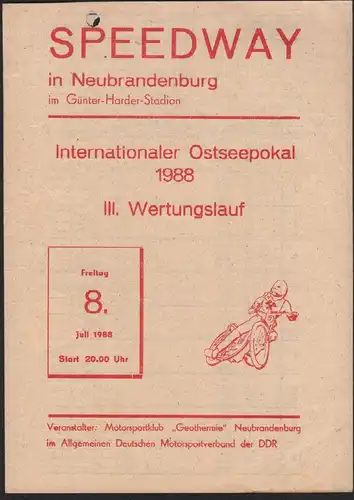 SPEEDWAY
in Neubrandenburg
im Günter-Harder-Stadion
Internationaler Ostseepokal
1988
III. Wertungslauf
Freitag
8.
Juli 1988
Start 20.00 Uhr
Veranstalter: Motorsportklub „Geothermie" Neubrandenburg
im Allgemeinen Deutschen Motorsportverband der DDR